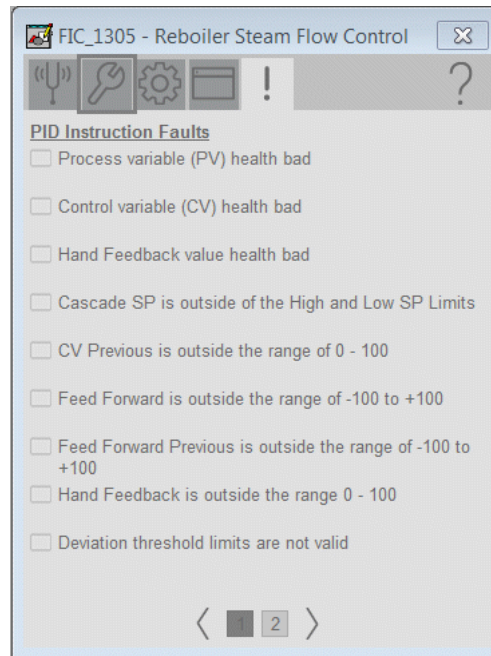 FIC_1305 - Reboiler Steam Flow Control
!
?
PID Instruction Faults
Process variable (PV) health bad
Control variable (CV) health bad
Hand Feedback value health bad
Cascade SP is outside of the High and Low SP Limits
CV Previous is outside the range of 0 - 100
Feed Forward is outside the range of -100 to +100
Feed Forward Previous is outside the range of -100 to
+100
Hand Feedback is outside the range 0 - 100
Deviation threshold limits are not valid
1 2